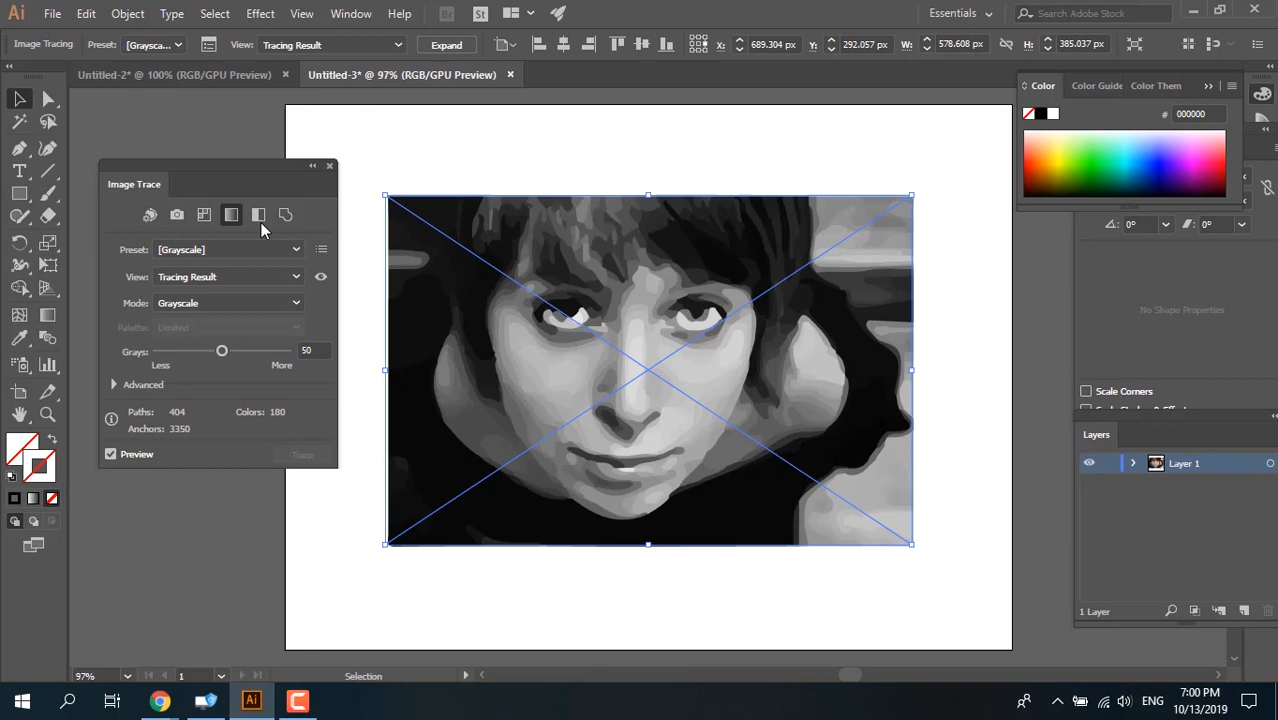 Ai File Edit Object Type Select Effect View Window Help Br St Essentials Search Adobe Stock
Image Tracing Preset: [Graysca... View: Tracing Result Expand X: 689.304 px Y: 292.057 px W: 578.608 px H: 385.037 px
Untitled-2* @ 100% (RGB/GPU Preview) Untitled-3* @ 97% (RGB/GPU Preview)
Color Color Guide Color Them
# 000000
Image Trace
Preset: [Grayscale]
View: Tracing Result
Mode: Grayscale
Palette: Limited
Grays: 50
Less More
Advanced
Paths: 404 Colors: 180
Anchors: 3350
Preview Trace
0° 0°
No Shape Properties
Scale Corners
Layers
Layer 1
1 Layer
97% 1 Selection
Ai ENG 7:00 PM
10/13/2019